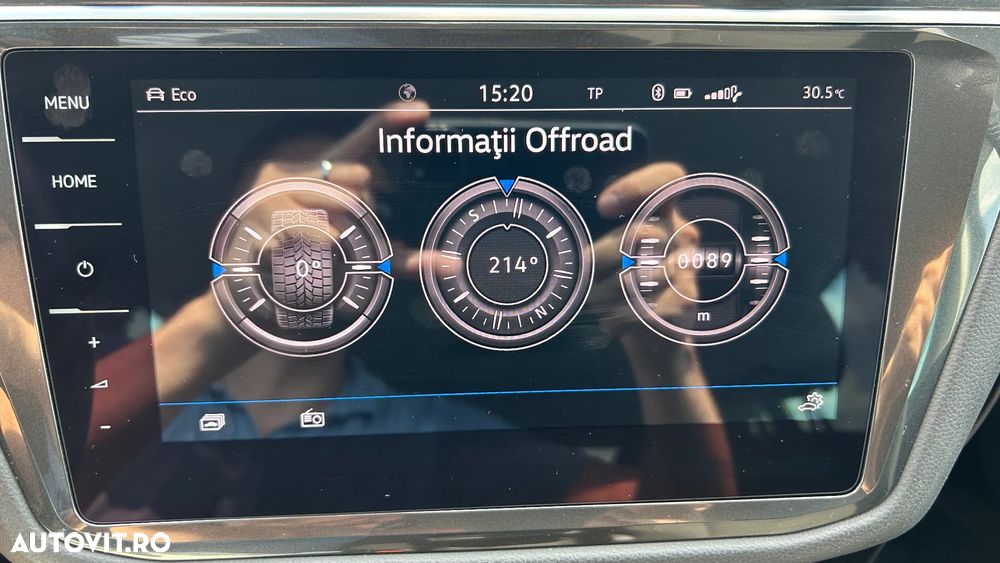 MENU
HOME
+
-
Eco
15:20
TP
30.5°C
Informaţii Offroad
0°
S
N
214°
0089
m
AUTOVIT.RO